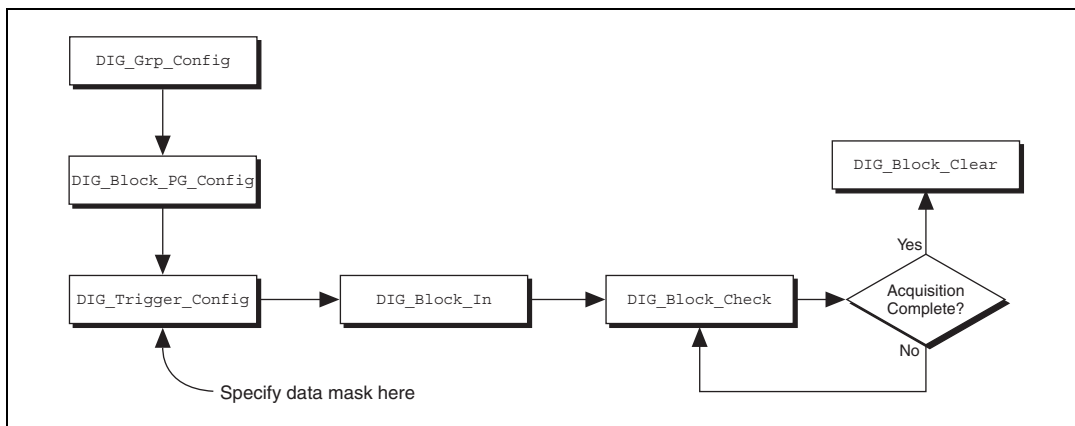 DIG_Grp_Config
DIG_Block_PG_Config
DIG_Trigger_Config
Specify data mask here
DIG_Block_In
DIG_Block_Check
Acquisition
Complete?
Yes
No
DIG_Block_Clear